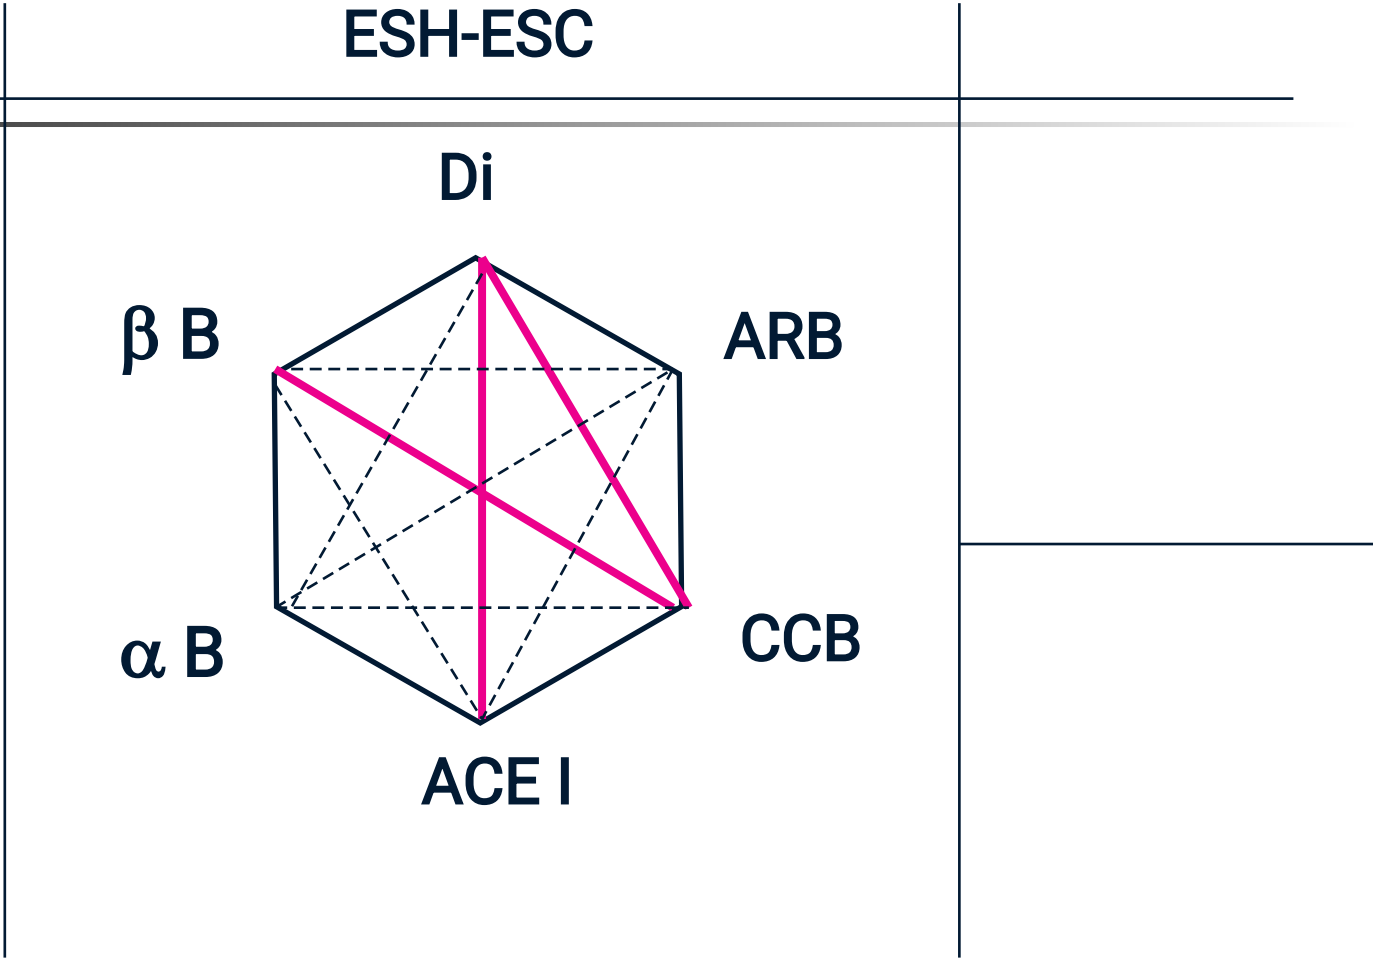 ESH-ESC
Di
β B
ARB
α B
CCB
ACE I